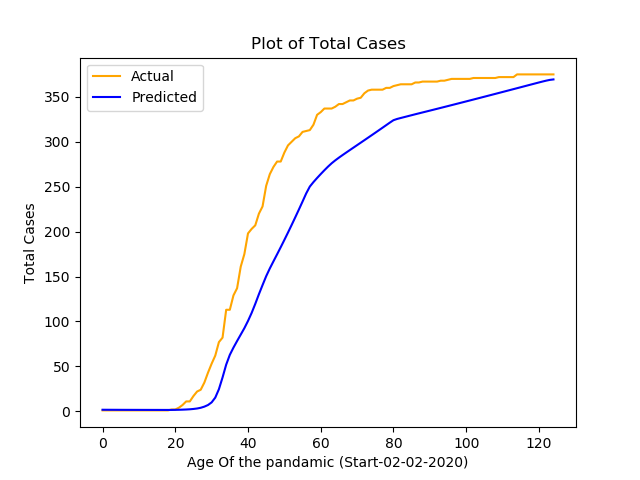 Plot of Total Cases
Actual
Predicted
350
300
250
200
150
100
50
0
Total Cases
0 20 40 60 80 100 120
Age Of the pandamic (Start-02-02-2020)